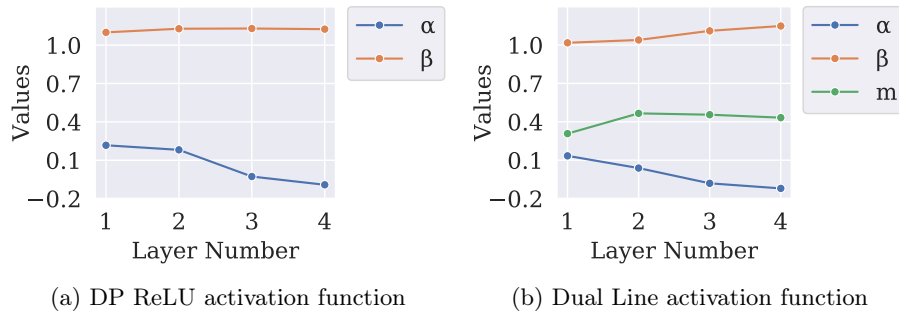 α
β
Values
1.0
0.7
0.4
0.1
−0.2
1 2 3 4
Layer Number
(a) DP ReLU activation function
α
β
m
Values
1.0
0.7
0.4
0.1
−0.2
1 2 3 4
Layer Number
(b) Dual Line activation function